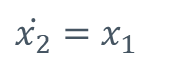 ẋ₂ = x₁